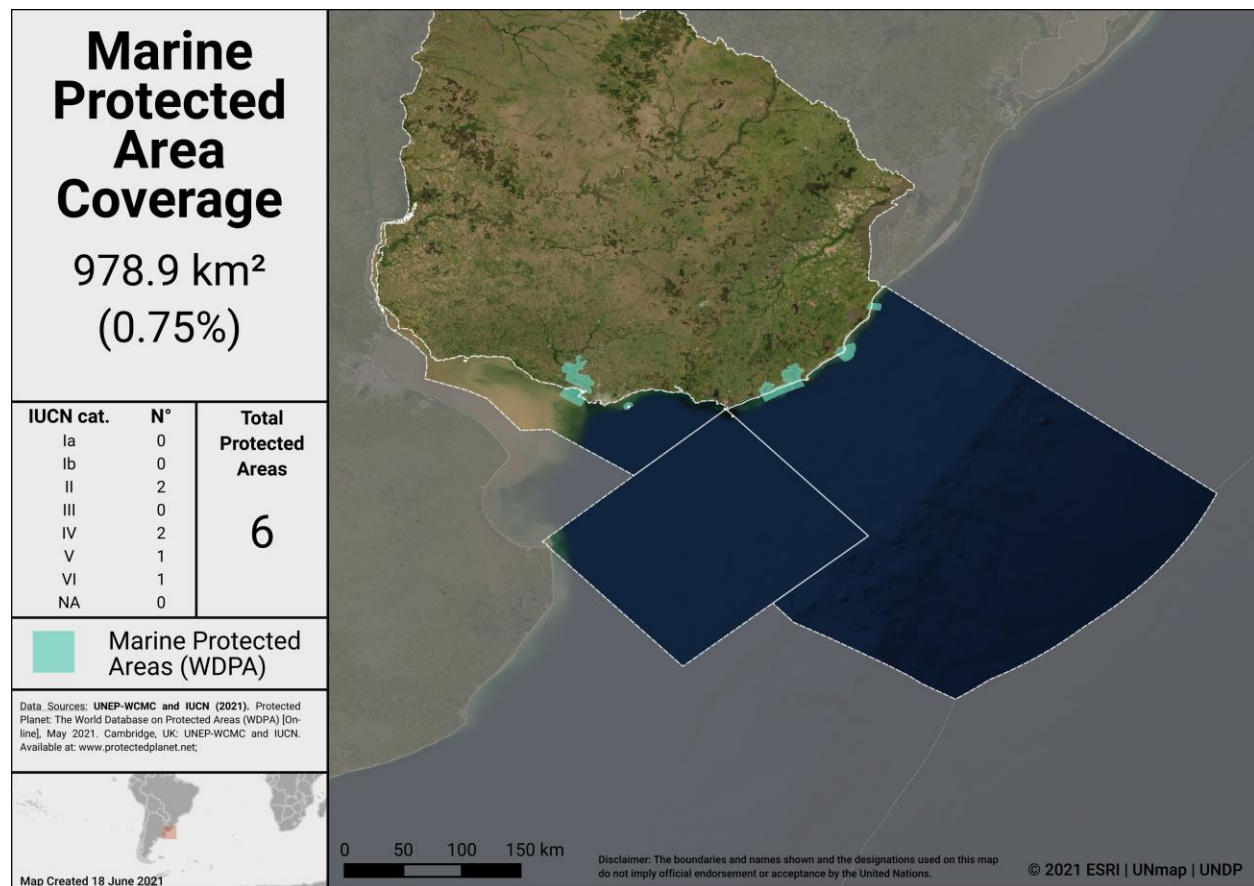 Marine
Protected
Area
Coverage
978.9 km²
(0.75%)
IUCN cat. N°
Ia 0
Ib 0
II 2
III 0
IV 2
V 1
VI 1
NA 0
Total
Protected
Areas
6
Marine Protected
Areas (WDPA)
Data Sources: UNEP-WCMC and IUCN (2021). Protected
Planet: The World Database on Protected Areas (WDPA) [On-
line], May 2021. Cambridge, UK: UNEP-WCMC and IUCN.
Available at: www.protectedplanet.net;
Map Created 18 June 2021
0 50 100 150 km
Disclaimer: The boundaries and names shown and the designations used on this map
do not imply official endorsement or acceptance by the United Nations.
© 2021 ESRI | UNmap | UNDP